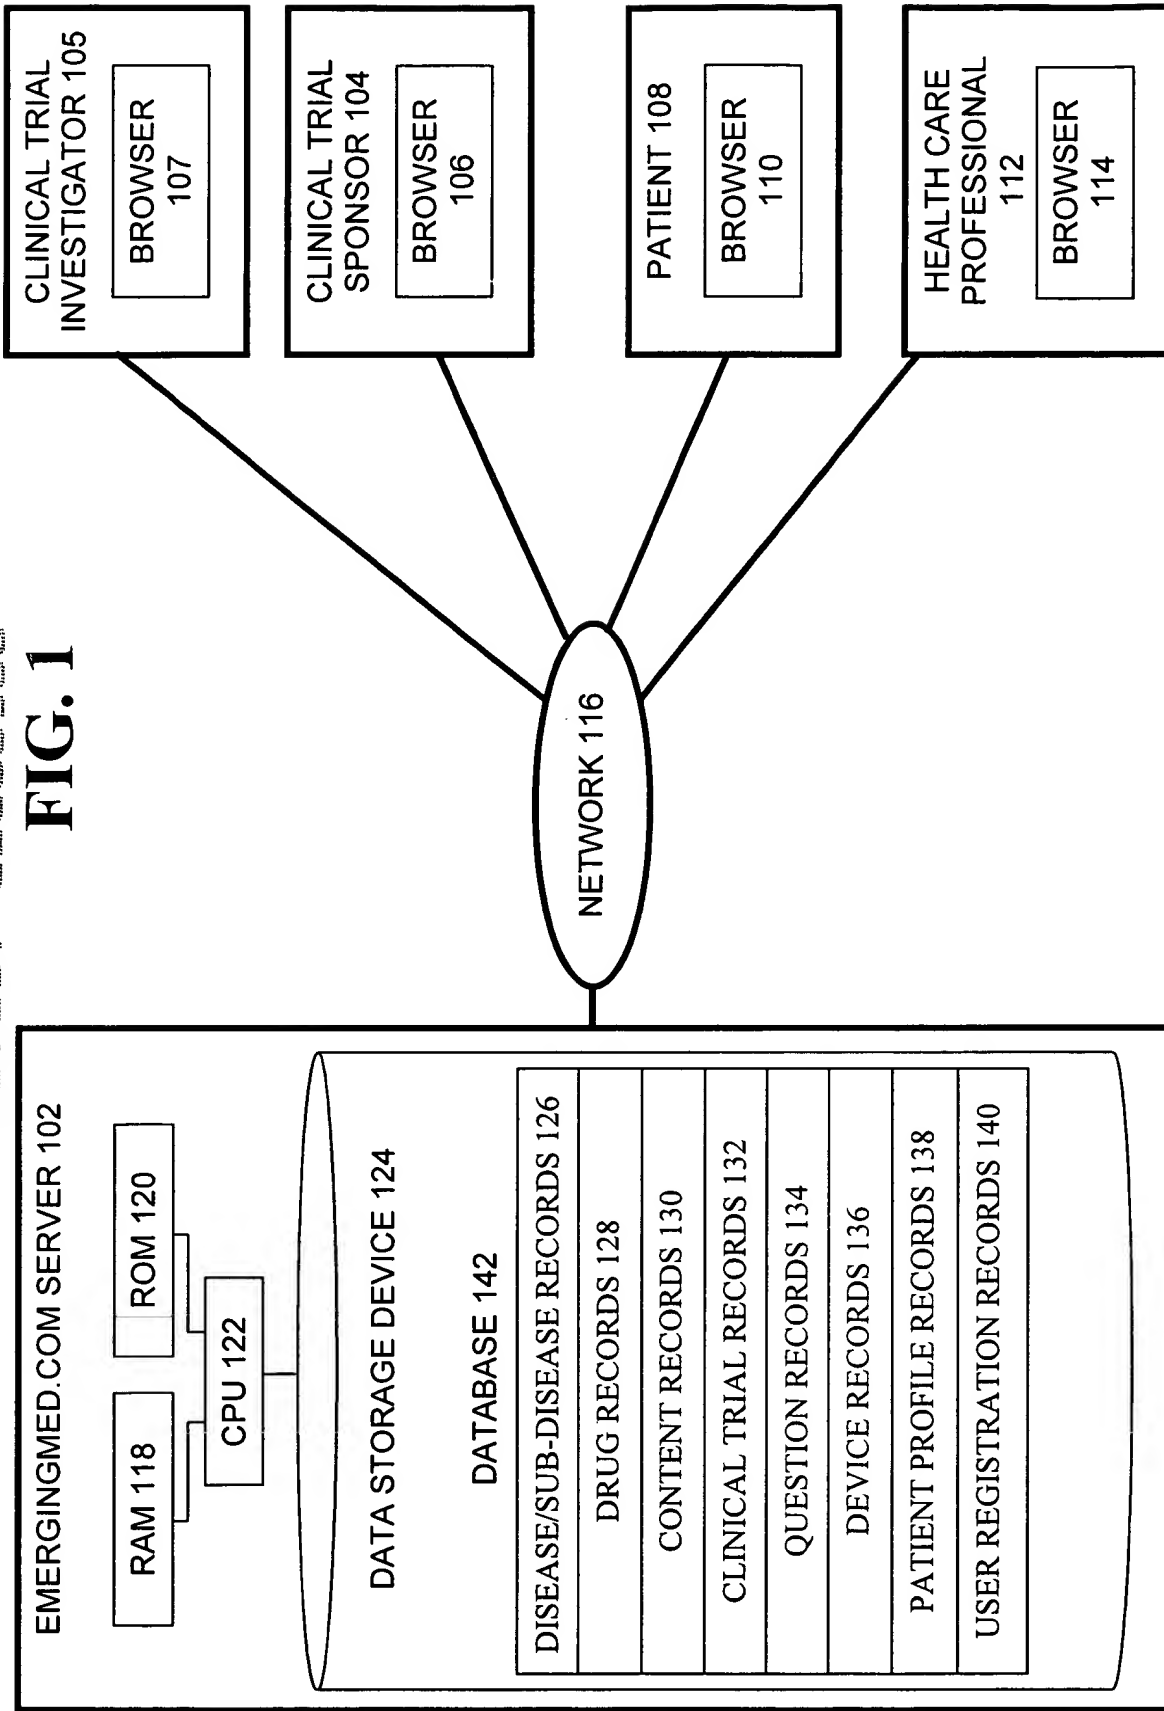 FIG. 1
EMERGINGMED.COM SERVER 102
RAM 118
ROM 120
CPU 122
DATA STORAGE DEVICE 124
DATABASE 142
DISEASE/SUB-DISEASE RECORDS 126
DRUG RECORDS 128
CONTENT RECORDS 130
CLINICAL TRIAL RECORDS 132
QUESTION RECORDS 134
DEVICE RECORDS 136
PATIENT PROFILE RECORDS 138
USER REGISTRATION RECORDS 140
NETWORK 116
CLINICAL TRIAL
INVESTIGATOR 105
BROWSER
107
CLINICAL TRIAL
SPONSOR 104
BROWSER
106
PATIENT 108
BROWSER
110
HEALTH CARE
PROFESSIONAL
112
BROWSER
114